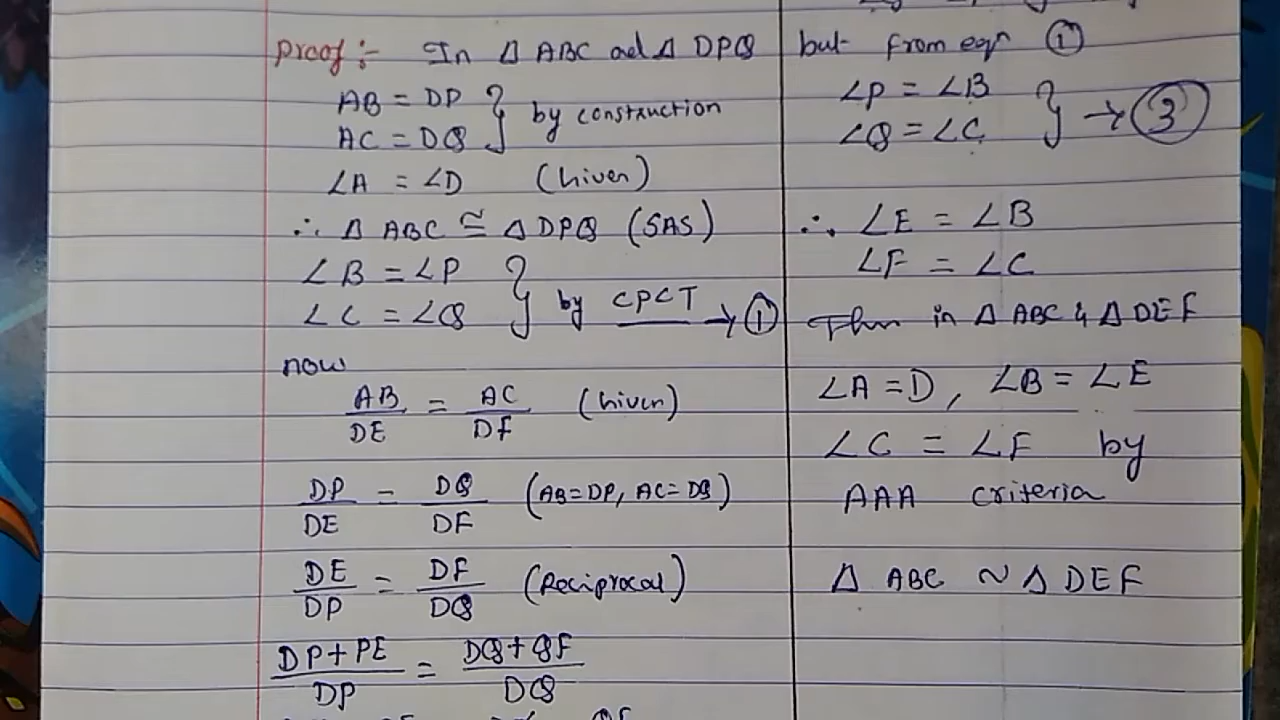 Proof :- In Δ ABC ad Δ DPQ
AB = DP } by construction
AC = DQ
∠A = ∠D (Given)
∴ Δ ABC ≅ Δ DPQ (SAS)
∠B = ∠P } by CPCT → ①
∠C = ∠Q
now
AB/DE = AC/DF (Given)
DP/DE = DQ/DF (AB=DP, AC=DQ)
DE/DP = DF/DQ (Reciprocal)
DP+PE/DP = DQ+QF/DQ
but from eqn ①
∠P = ∠B } → ③
∠Q = ∠C
∴ ∠E = ∠B
∠F = ∠C
Then in Δ ABC & Δ DEF
∠A = D, ∠B = ∠E
∠C = ∠F by
AAA criteria
Δ ABC ~ Δ DEF